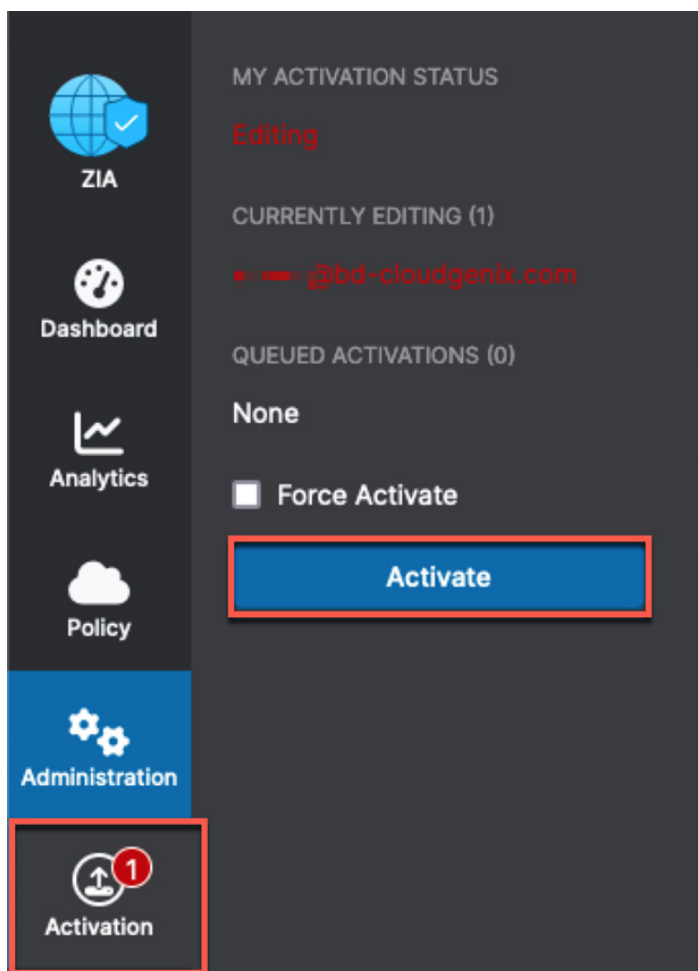 ZIA
Dashboard
Analytics
Policy
Administration
1
Activation
MY ACTIVATION STATUS
Editing
CURRENTLY EDITING (1)
@bd-cloudgenix.com
QUEUED ACTIVATIONS (0)
None
Force Activate
Activate